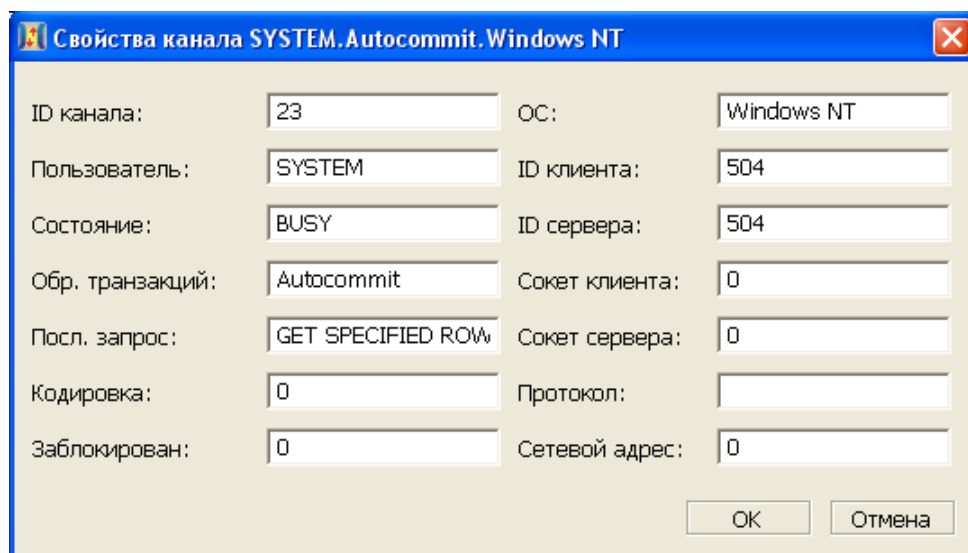 Свойства канала SYSTEM.Autocommit.Windows NT
ID канала: 23 ОС: Windows NT
Пользователь: SYSTEM ID клиента: 504
Состояние: BUSY ID сервера: 504
Обр. транзакций: Autocommit Сокет клиента: 0
Посл. запрос: GET SPECIFIED ROW Сокет сервера: 0
Кодировка: 0 Протокол:
Заблокирован: 0 Сетевой адрес: 0
OK Отмена